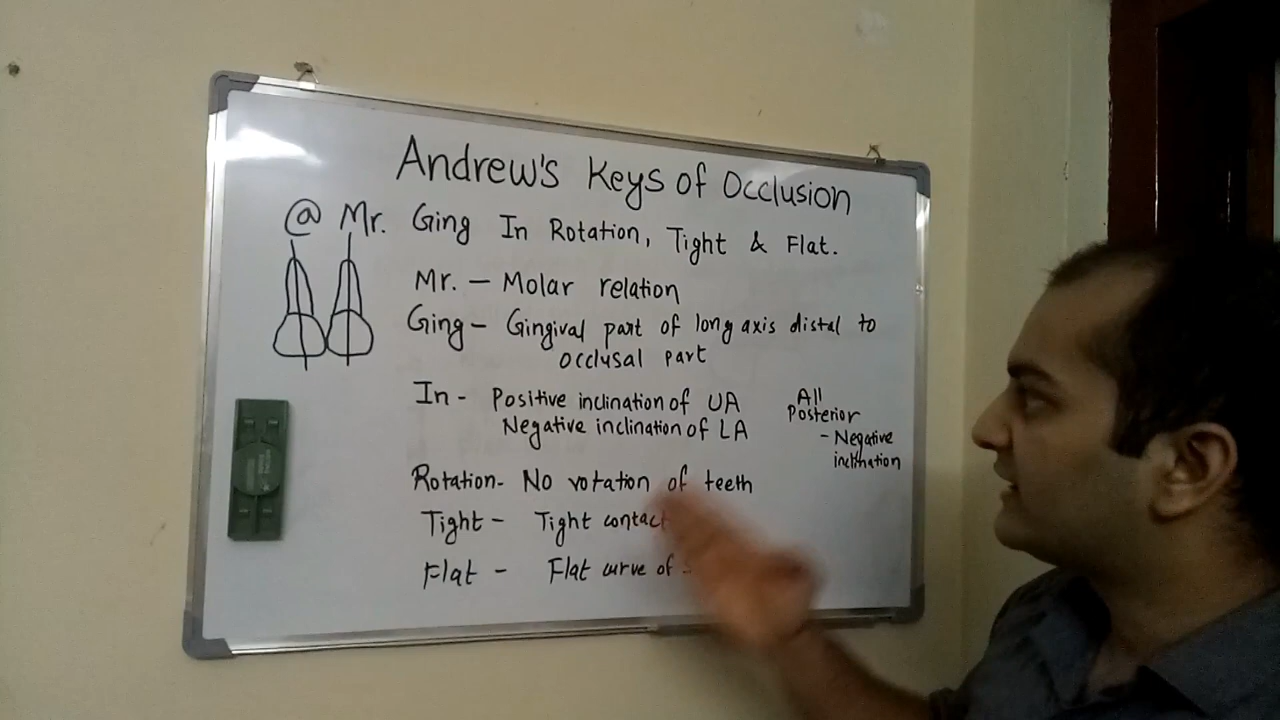 Andrew's Keys of Occlusion
@ Mr. Ging In Rotation, Tight & Flat.
Mr. — Molar relation
Ging — Gingival part of long axis distal to
occlusal part
In - Positive inclination of UA
Negative inclination of LA
All
Posterior
- Negative
inclination
Rotation - No rotation of teeth
Tight - Tight contact
Flat - Flat curve of